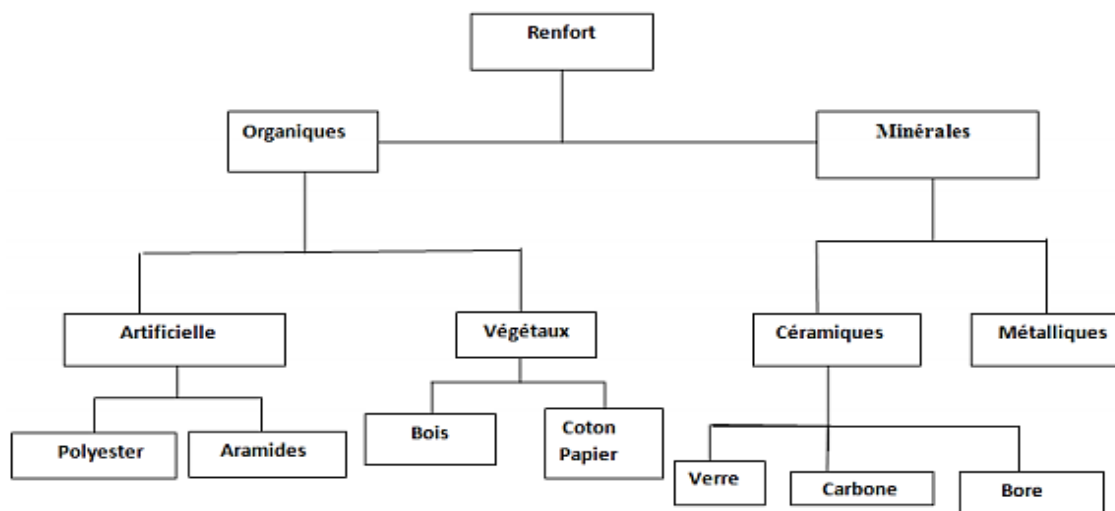 Renfort
Organiques
Minérales
Artificielle
Végétaux
Céramiques
Métalliques
Polyester
Aramides
Bois
Coton
Papier
Verre
Carbone
Bore